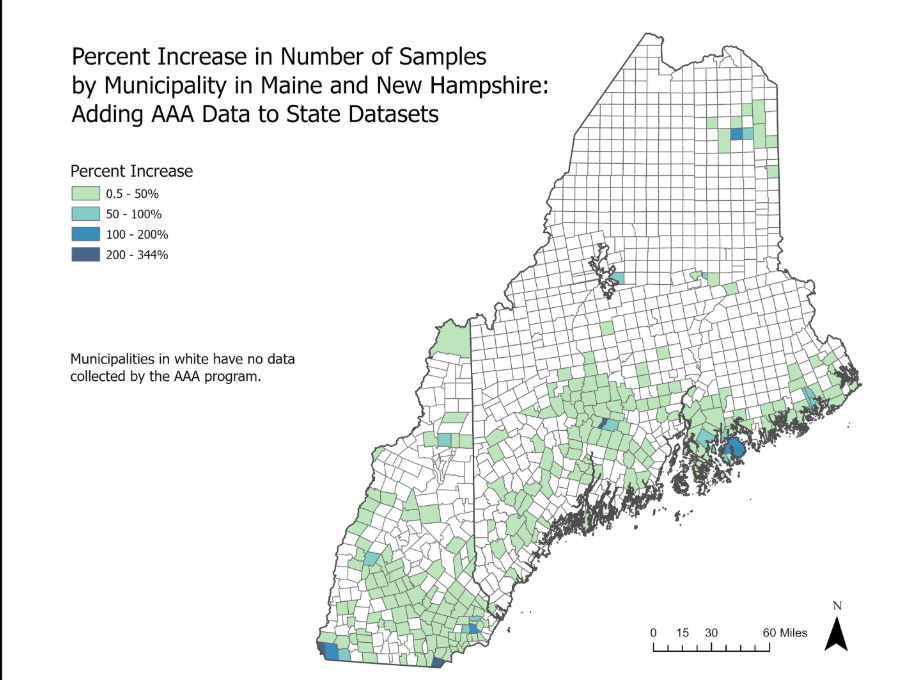 Percent Increase in Number of Samples
by Municipality in Maine and New Hampshire:
Adding AAA Data to State Datasets
Percent Increase
0.5 - 50%
50 - 100%
100 - 200%
200 - 344%
Municipalities in white have no data
collected by the AAA program.
N
0 15 30 60 Miles